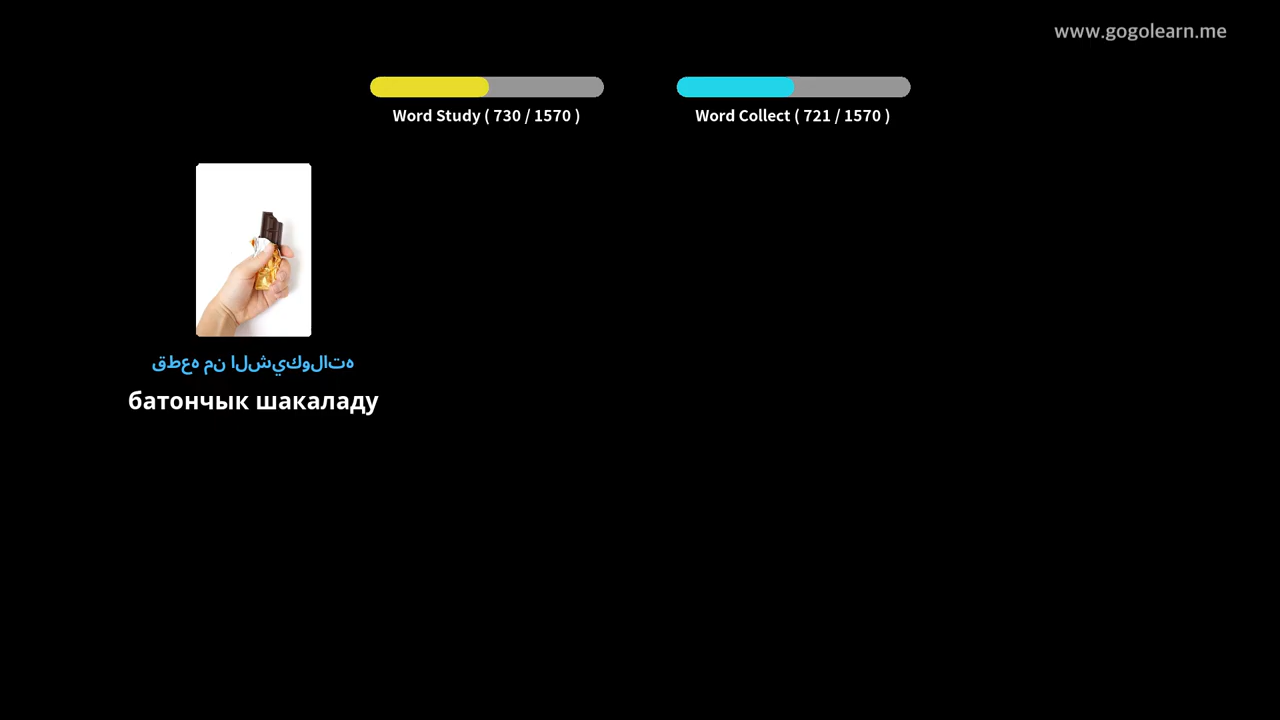 www.gogolearn.me
Word Study ( 730 / 1570 )
Word Collect ( 721 / 1570 )
قطعه من الشيكولاته
батончык шакаладу